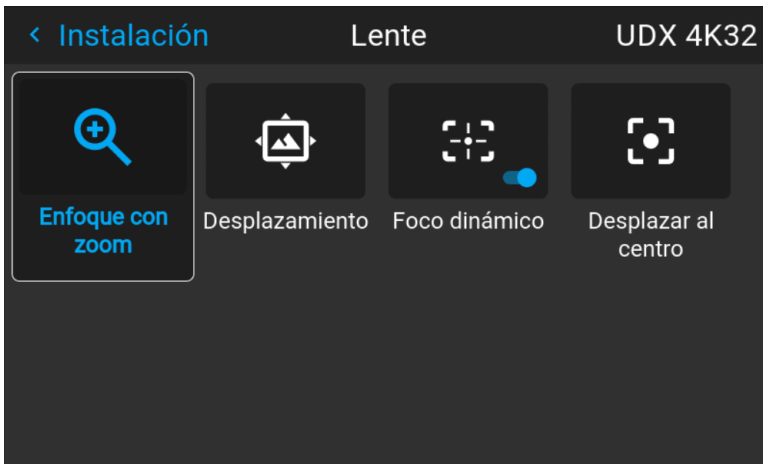 ‹ Instalación Lente UDX 4K32
Enfoque con
zoom
Desplazamiento
Foco dinámico
Desplazar al
centro